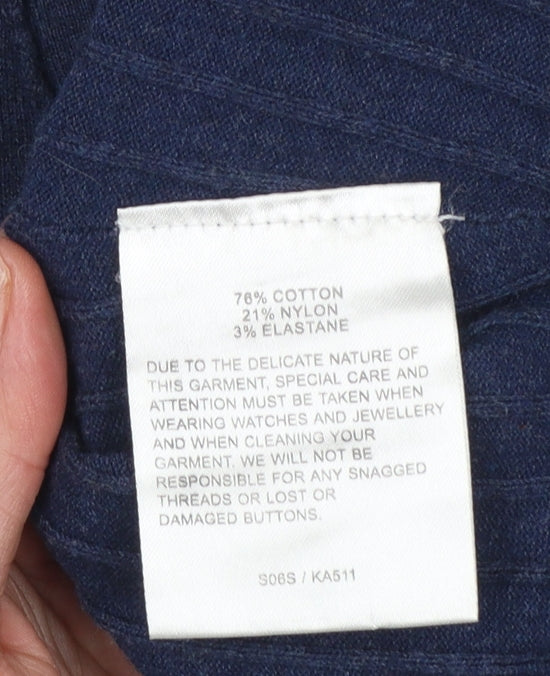 76% COTTON
21% NYLON
3% ELASTANE
DUE TO THE DELICATE NATURE OF
THIS GARMENT, SPECIAL CARE AND
ATTENTION MUST BE TAKEN WHEN
WEARING WATCHES AND JEWELLERY
AND WHEN CLEANING YOUR
GARMENT. WE WILL NOT BE
RESPONSIBLE FOR ANY SNAGGED
THREADS OR LOST OR
DAMAGED BUTTONS.
S06S / KA511